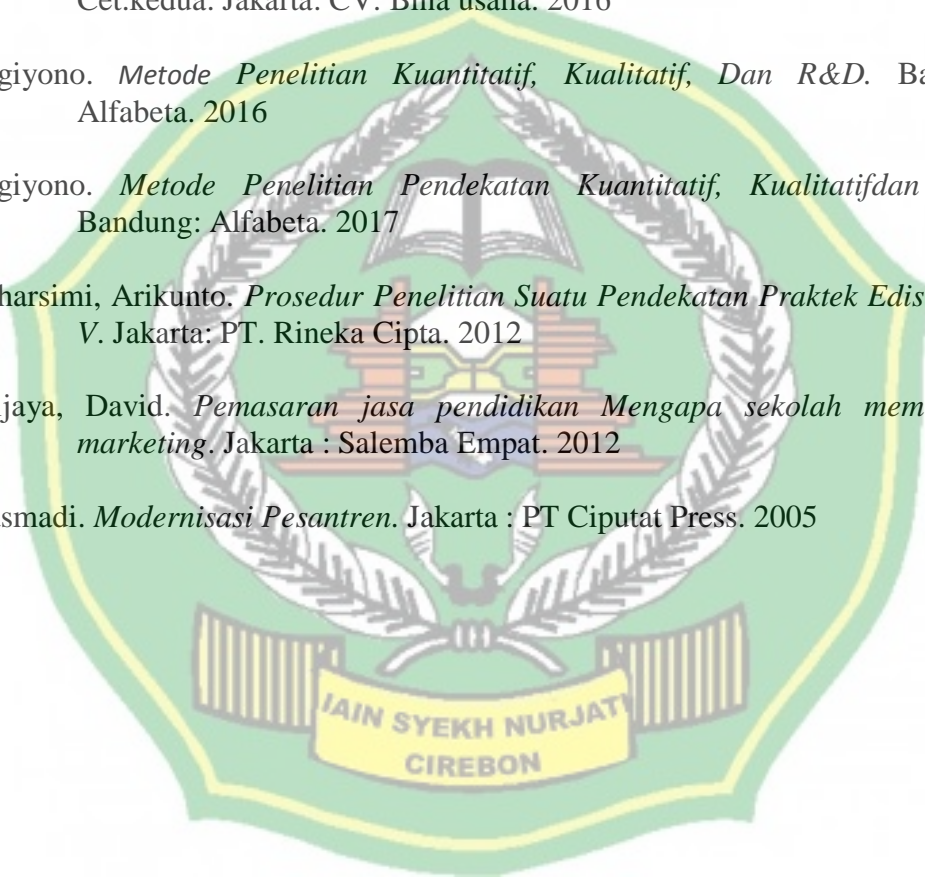 Cet.kedua. Jakarta. CV. Bina usaha. 2016
giyono. Metode Penelitian Kuantitatif, Kualitatif, Dan R&D. Ba
Alfabeta. 2016
giyono. Metode Penelitian Pendekatan Kuantitatif, Kualitatifdan
Bandung: Alfabeta. 2017
harsimi, Arikunto. Prosedur Penelitian Suatu Pendekatan Praktek Edis
V. Jakarta: PT. Rineka Cipta. 2012
ijaya, David. Pemasaran jasa pendidikan Mengapa sekolah mem
marketing. Jakarta : Salemba Empat. 2012
smadi. Modernisasi Pesantren. Jakarta : PT Ciputat Press. 2005
IAIN SYEKH NURJATI
CIREBON